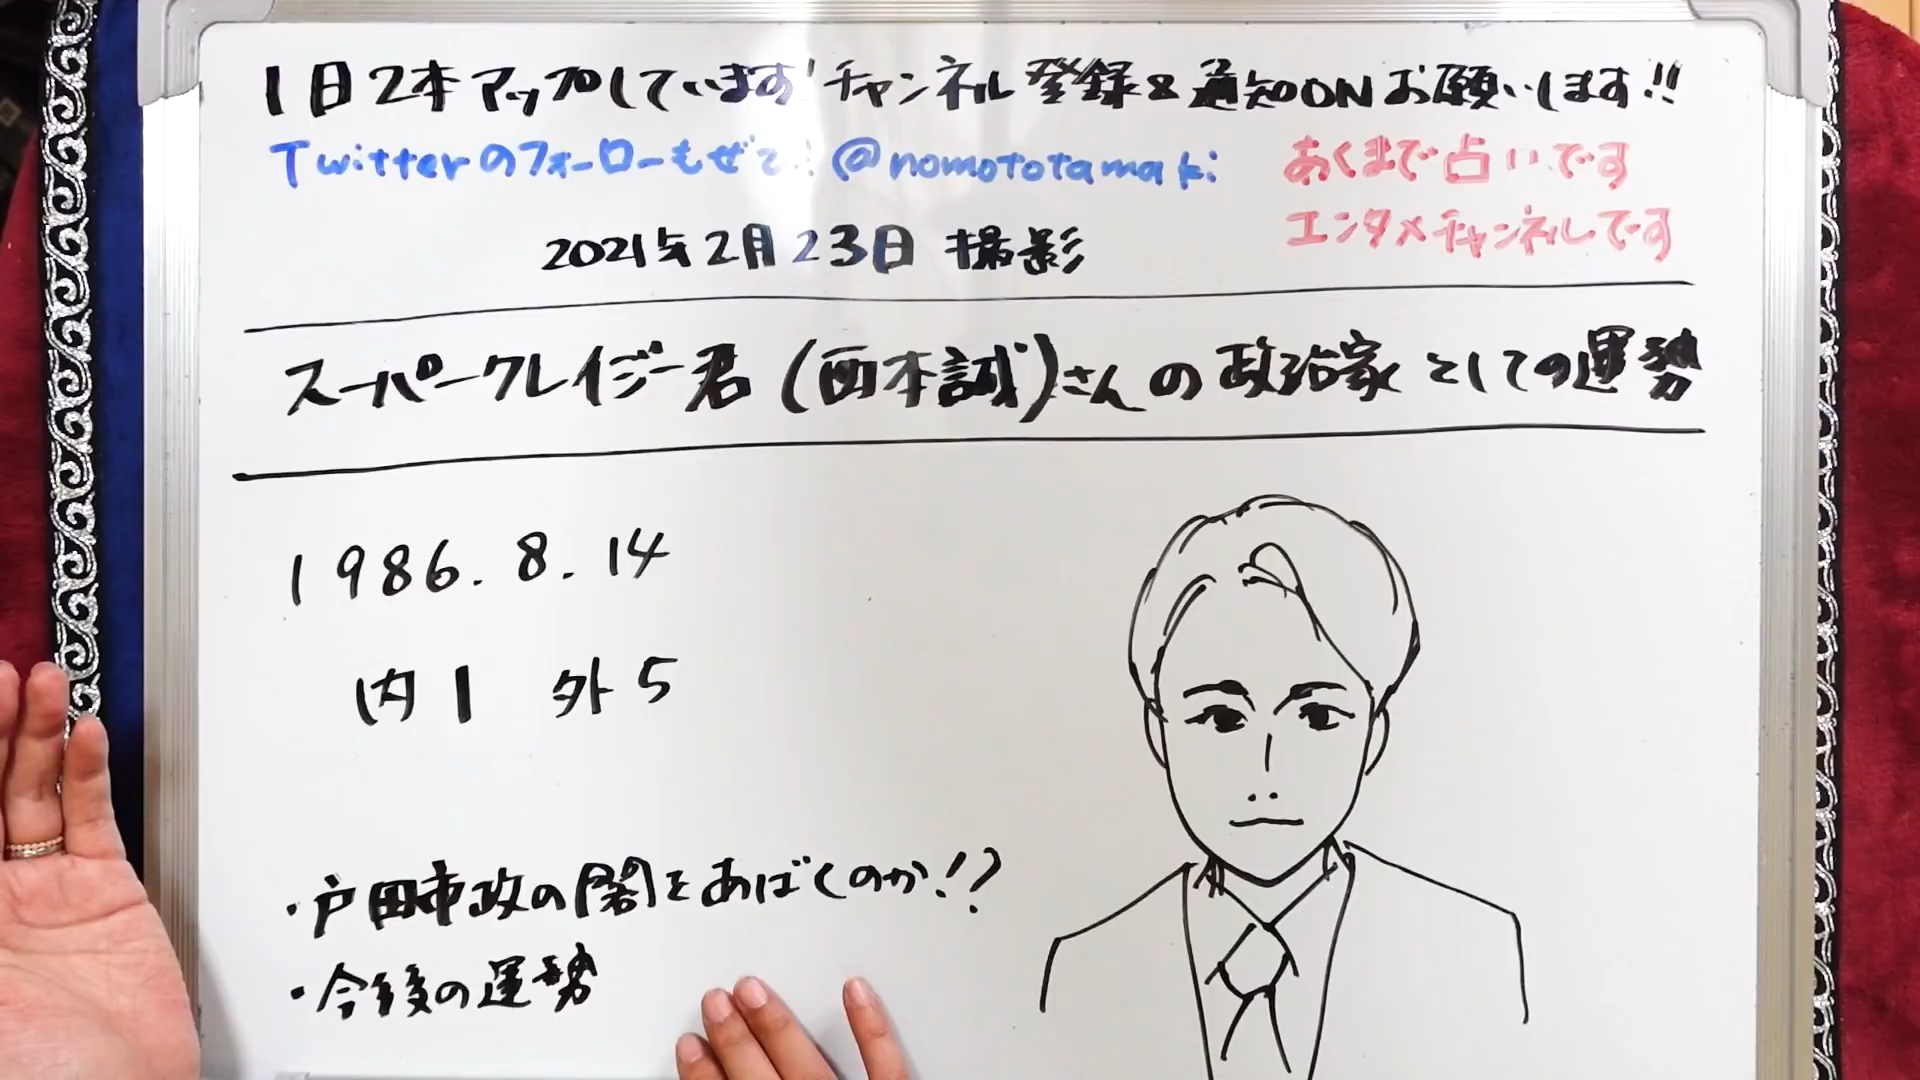 1日2本アップしています!チャンネル登録&通知ONお願いします!!
Twitterのフォローもぜひ! @nomototamaki
あくまで占いです
エンタメチャンネルです
2021年2月23日 撮影
スーパークレイジー君(西本誠)さんの政治家としての運勢
1986.8.14
内1 外5
・戸田市政の闇をあばくのか!?
・今後の運勢